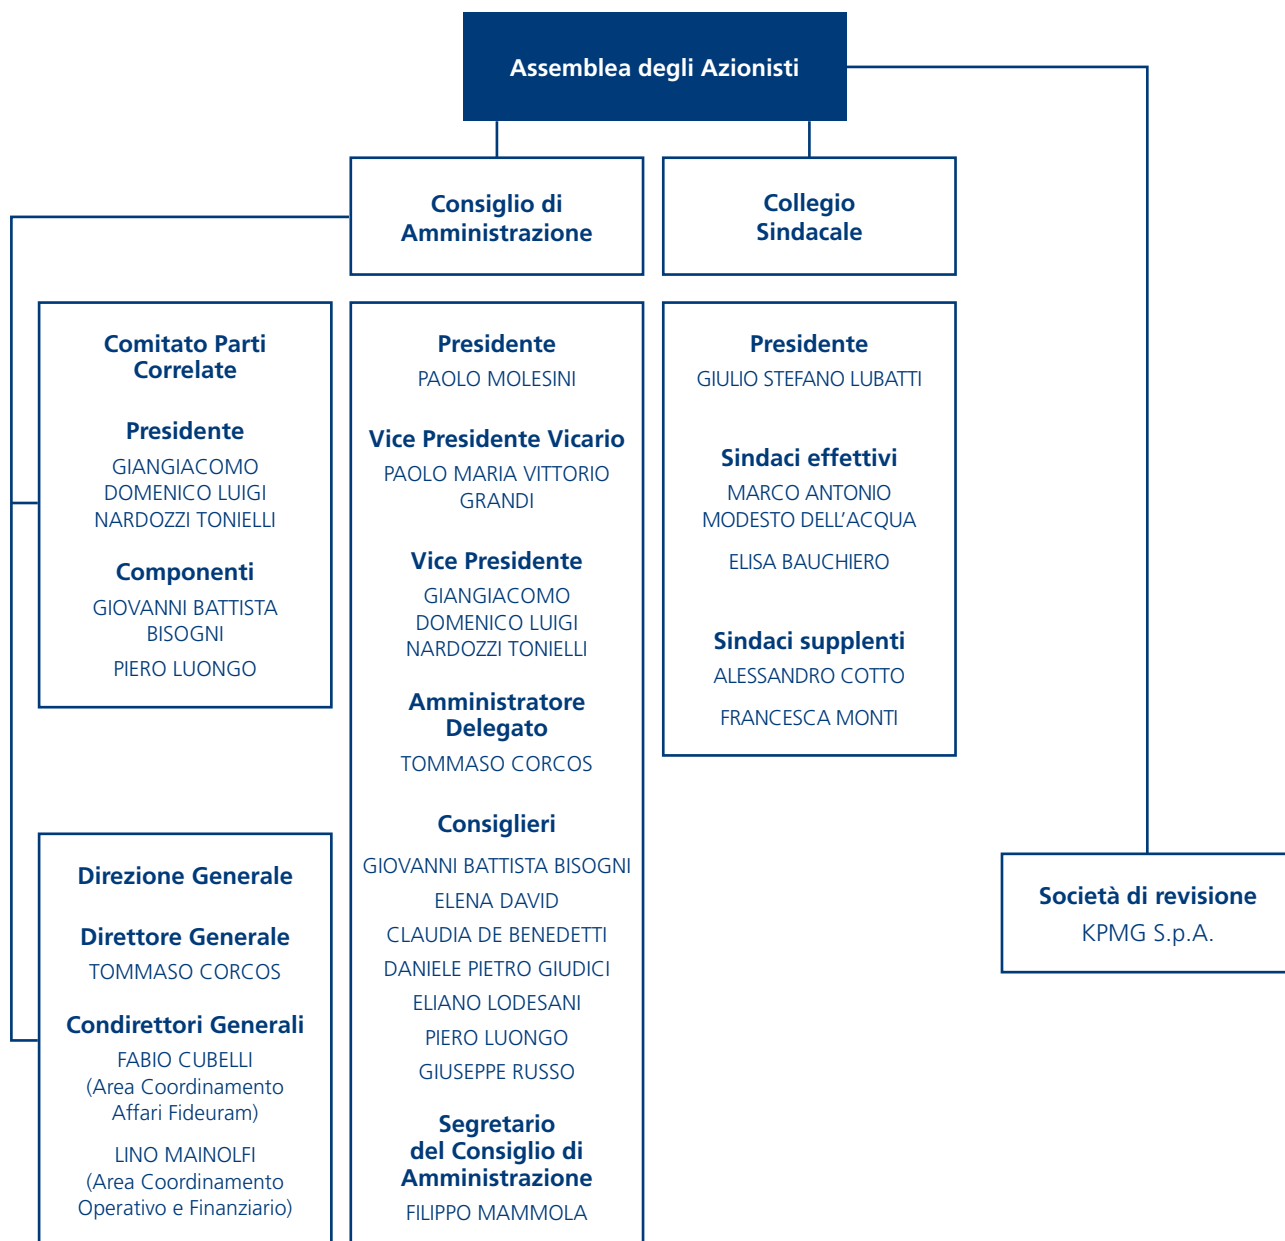 Assemblea degli Azionisti
Consiglio di
Amministrazione
Collegio
Sindacale
Comitato Parti
Correlate
Presidente
GIANGIACOMO
DOMENICO LUIGI
NARDOZZI TONIELLI
Componenti
GIOVANNI BATTISTA
BISOGNI
PIERO LUONGO
Direzione Generale
Direttore Generale
TOMMASO CORCOS
Condirettori Generali
FABIO CUBELLI
(Area Coordinamento
Affari Fideuram)
LINO MAINOLFI
(Area Coordinamento
Operativo e Finanziario)
Presidente
PAOLO MOLESINI
Vice Presidente Vicario
PAOLO MARIA VITTORIO
GRANDI
Vice Presidente
GIANGIACOMO
DOMENICO LUIGI
NARDOZZI TONIELLI
Amministratore
Delegato
TOMMASO CORCOS
Consiglieri
GIOVANNI BATTISTA BISOGNI
ELENA DAVID
CLAUDIA DE BENEDETTI
DANIELE PIETRO GIUDICI
ELIANO LODESANI
PIERO LUONGO
GIUSEPPE RUSSO
Segretario
del Consiglio di
Amministrazione
FILIPPO MAMMOLA
Presidente
GIULIO STEFANO LUBATTI
Sindaci effettivi
MARCO ANTONIO
MODESTO DELL’ACQUA
ELISA BAUCHIERO
Sindaci supplenti
ALESSANDRO COTTO
FRANCESCA MONTI
Società di revisione
KPMG S.p.A.